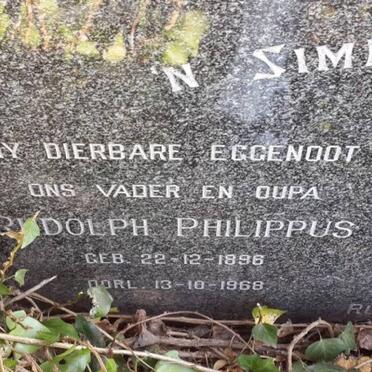 'N SIM
MY DIERBARE EGGENOOT
ONS VADER EN OUPA
RUDOLPH PHILIPPUS
GEB. 22-12-1896
OORL. 13-10-1968